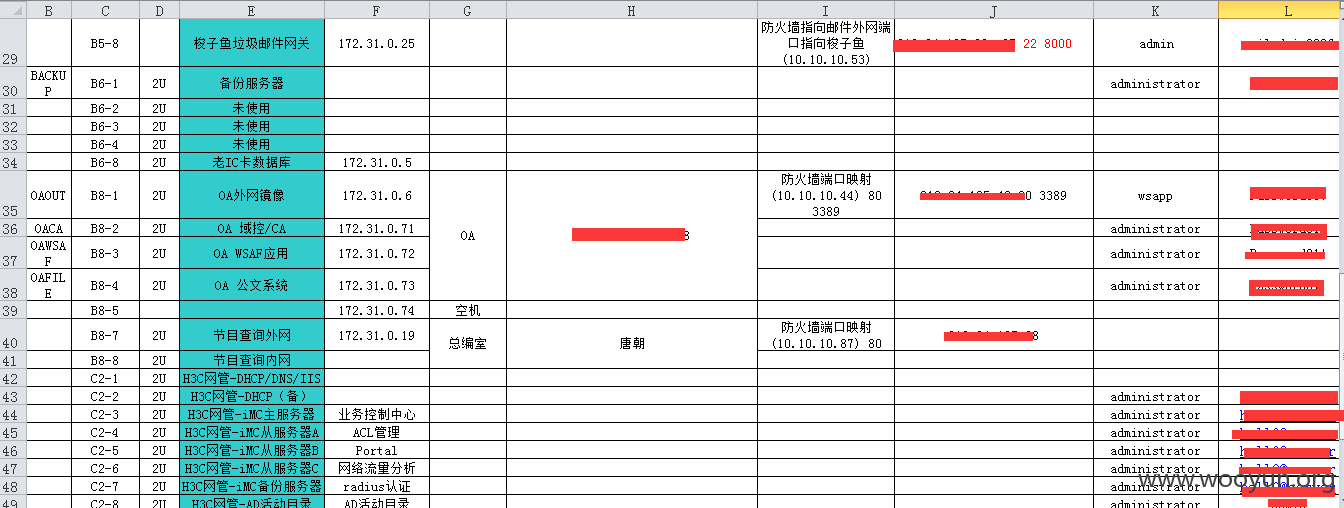 B C D E F G H I J K L
29 B5-8 梭子鱼垃圾邮件网关 172.31.0.25 防火墙指向邮件外网端口指向梭子鱼(10.10.10.53) 22 8000 admin
30 BACKUP B6-1 2U 备份服务器 administrator
31 B6-2 2U 未使用
32 B6-3 2U 未使用
33 B6-4 2U 未使用
34 B6-8 2U 老IC卡数据库 172.31.0.5
35 OAOUT B8-1 2U OA外网镜像 172.31.0.6 OA 防火墙端口映射(10.10.10.44) 80 3389 0 3389 wsapp
36 OACA B8-2 2U OA 域控/CA 172.31.0.71 administrator
37 OAWSAF B8-3 2U OA WSAF应用 172.31.0.72 administrator
38 OAFILE B8-4 2U OA 公文系统 172.31.0.73 administrator
39 B8-5 172.31.0.74 空机
40 B8-7 2U 节目查询外网 172.31.0.19 总编室 唐朝 防火墙端口映射(10.10.10.87) 80 8
41 B8-8 2U 节目查询内网
42 C2-1 2U H3C网管-DHCP/DNS/IIS
43 C2-2 2U H3C网管-DHCP（备） administrator
44 C2-3 2U H3C网管-iMC主服务器 业务控制中心 administrator
45 C2-4 2U H3C网管-iMC从服务器A ACL管理 administrator
46 C2-5 2U H3C网管-iMC从服务器B Portal administrator
47 C2-6 2U H3C网管-iMC从服务器C 网络流量分析 administrator
48 C2-7 2U H3C网管-iMC备份服务器 radius认证 administrator
49 C2-8 2U H3C网管-AD活动目录 AD活动目录 administrator
www.wooyun.org